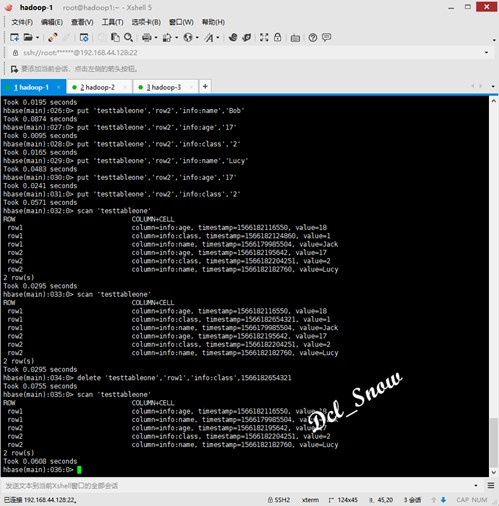 hadoop-1    root@hadoop1:~ - Xshell 5
文件(F) 编辑(E) 查看(V) 工具(T) 选项卡(B) 窗口(W) 帮助(H)
ssh://root:******@192.168.44.128:22
要添加当前会话，点击左侧的箭头按钮。
1 hadoop-1 × 2 hadoop-2 × 3 hadoop-3 × +
Took 0.0195 seconds
hbase(main):026:0> put 'testtableone','row2','info:name','Bob'
Took 0.0874 seconds
hbase(main):027:0> put 'testtableone','row2','info:age','17'
Took 0.0095 seconds
hbase(main):028:0> put 'testtableone','row2','info:class','2'
Took 0.0165 seconds
hbase(main):029:0> put 'testtableone','row2','info:name','Lucy'
Took 0.0483 seconds
hbase(main):030:0> put 'testtableone','row2','info:age','17'
Took 0.0241 seconds
hbase(main):031:0> put 'testtableone','row2','info:class','2'
Took 0.0571 seconds
hbase(main):032:0> scan 'testtableone'
ROW COLUMN+CELL
row1 column=info:age, timestamp=1566182116550, value=18
row1 column=info:class, timestamp=1566182124860, value=1
row1 column=info:name, timestamp=1566179985504, value=Jack
row2 column=info:age, timestamp=1566182195642, value=17
row2 column=info:class, timestamp=1566182204251, value=2
row2 column=info:name, timestamp=1566182182760, value=Lucy
2 row(s)
Took 0.0295 seconds
hbase(main):033:0> scan 'testtableone'
ROW COLUMN+CELL
row1 column=info:age, timestamp=1566182116550, value=18
row1 column=info:class, timestamp=1566182654321, value=1
row1 column=info:name, timestamp=1566179985504, value=Jack
row2 column=info:age, timestamp=1566182195642, value=17
row2 column=info:class, timestamp=1566182204251, value=2
row2 column=info:name, timestamp=1566182182760, value=Lucy
2 row(s)
Took 0.0295 seconds
hbase(main):034:0> delete 'testtableone','row1','info:class',1566182654321
Took 0.0755 seconds
hbase(main):035:0> scan 'testtableone'
ROW COLUMN+CELL
row1 column=info:age, timestamp=1566182116550, value=18
row1 column=info:name, timestamp=1566179985504,
row2 column=info:age, timestamp=1566182195642,
row2 column=info:class, timestamp=1566182204251, value=2
row2 column=info:name, timestamp=1566182182760, value=Lucy
2 row(s)
Took 0.0608 seconds
hbase(main):036:0>
Dcl_Snow
发送文本到当前Xshell窗口的全部会话
已连接 192.168.44.128:22。 SSH2 xterm 124x45 45,20 3 会话 CAP NUM